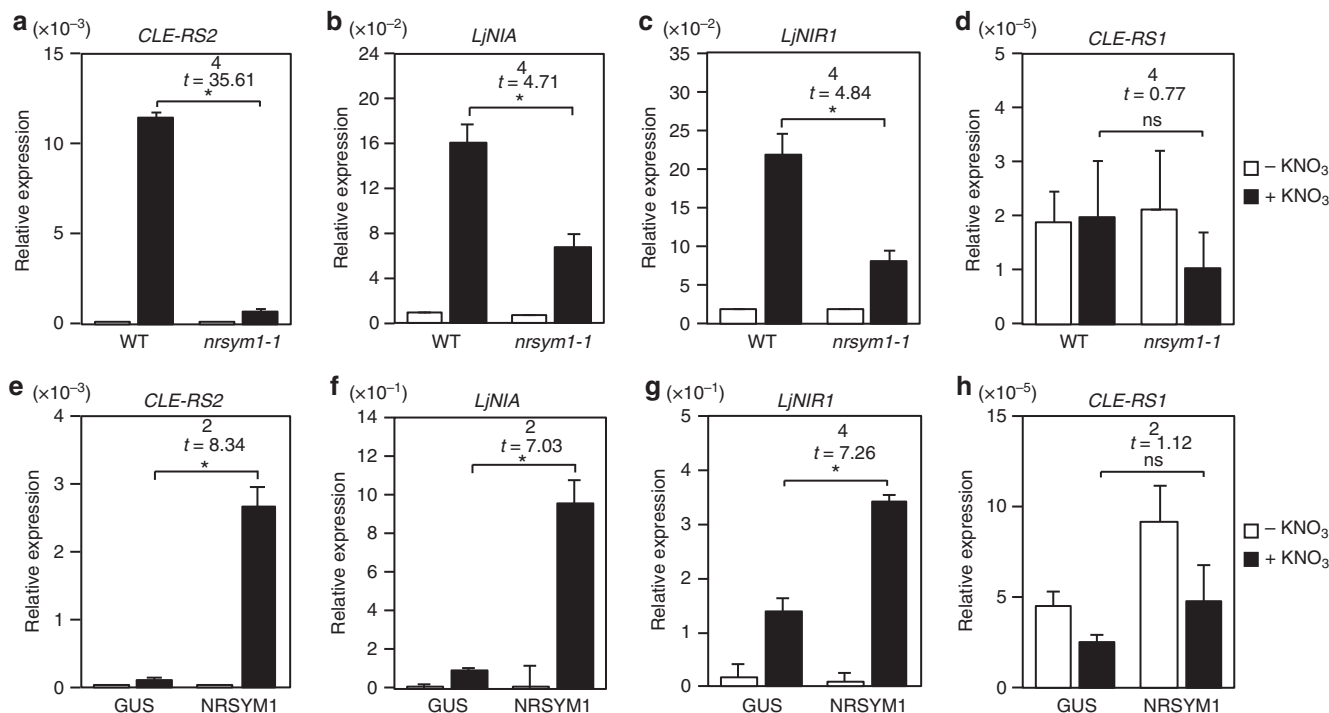 a (×10⁻³) CLE-RS2
15
10
5
0
Relative expression
4
t = 35.61
*
WT nrsym1-1
b (×10⁻²) LjNIA
24
20
16
12
8
4
0
Relative expression
4
t = 4.71
*
WT nrsym1-1
c (×10⁻²) LjNIR1
35
30
25
20
15
10
5
0
Relative expression
4
t = 4.84
*
WT nrsym1-1
d (×10⁻⁵) CLE-RS1
5
4
3
2
1
0
Relative expression
4
t = 0.77
ns
WT nrsym1-1
– KNO₃
+ KNO₃
e (×10⁻³) CLE-RS2
4
3
2
1
0
Relative expression
2
t = 8.34
*
GUS NRSYM1
f (×10⁻¹) LjNIA
14
12
10
8
6
4
2
0
Relative expression
2
t = 7.03
*
GUS NRSYM1
g (×10⁻¹) LjNIR1
5
4
3
2
1
0
Relative expression
4
t = 7.26
*
GUS NRSYM1
h (×10⁻⁵) CLE-RS1
15
10
5
0
Relative expression
2
t = 1.12
ns
GUS NRSYM1
– KNO₃
+ KNO₃